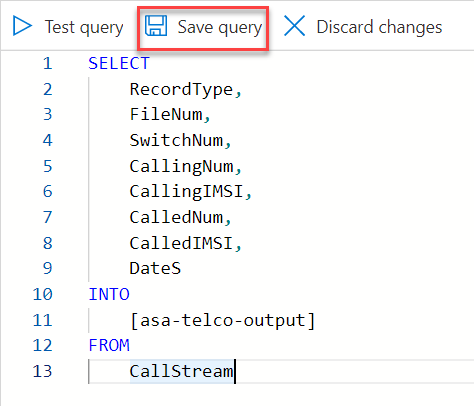 Test query Save query Discard changes
1 SELECT
2 RecordType,
3 FileNum,
4 SwitchNum,
5 CallingNum,
6 CallingIMSI,
7 CalledNum,
8 CalledIMSI,
9 DateS
10 INTO
11 [asa-telco-output]
12 FROM
13 CallStream